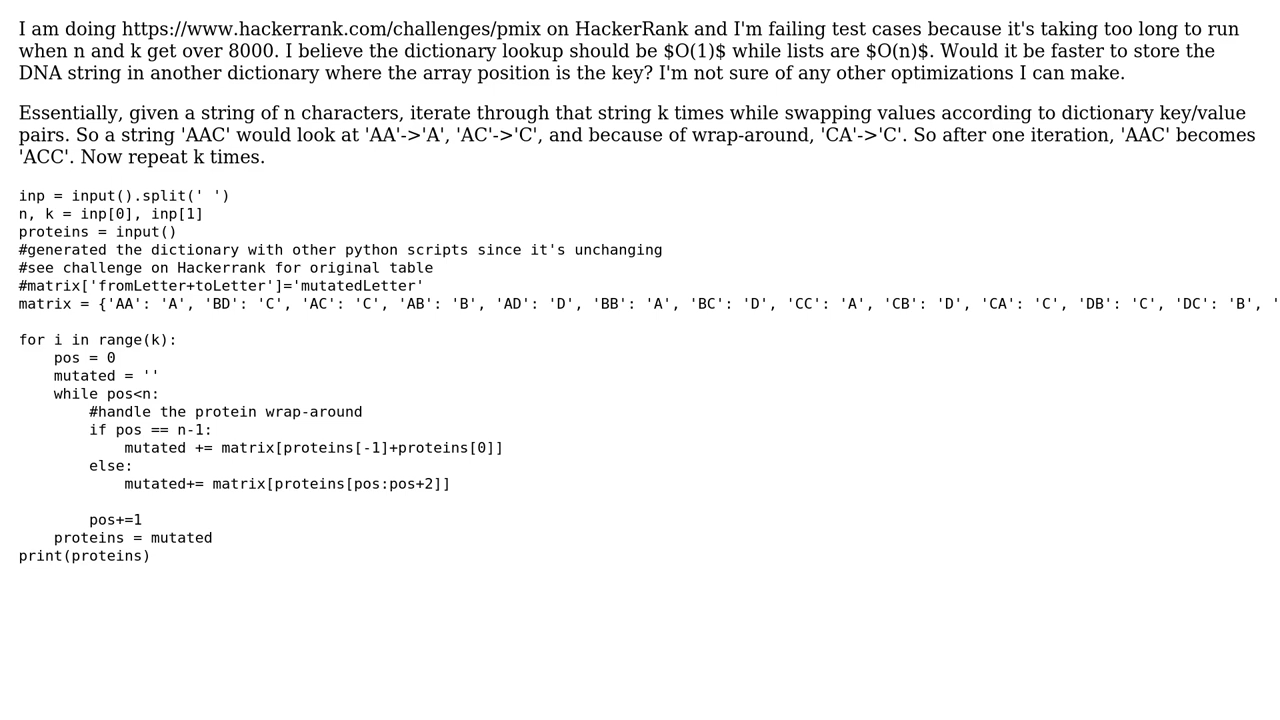 I am doing https://www.hackerrank.com/challenges/pmix on HackerRank and I'm failing test cases because it's taking too long to run
when n and k get over 8000. I believe the dictionary lookup should be $O(1)$ while lists are $O(n)$. Would it be faster to store the
DNA string in another dictionary where the array position is the key? I'm not sure of any other optimizations I can make.
Essentially, given a string of n characters, iterate through that string k times while swapping values according to dictionary key/value
pairs. So a string 'AAC' would look at 'AA'->'A', 'AC'->'C', and because of wrap-around, 'CA'->'C'. So after one iteration, 'AAC' becomes
'ACC'. Now repeat k times.
inp = input().split(' ')
n, k = inp[0], inp[1]
proteins = input()
#generated the dictionary with other python scripts since it's unchanging
#see challenge on Hackerrank for original table
#matrix['fromLetter+toLetter']='mutatedLetter'
matrix = {'AA': 'A', 'BD': 'C', 'AC': 'C', 'AB': 'B', 'AD': 'D', 'BB': 'A', 'BC': 'D', 'CC': 'A', 'CB': 'D', 'CA': 'C', 'DB': 'C', 'DC': 'B', '
for i in range(k):
    pos = 0
    mutated = ''
    while pos<n:
        #handle the protein wrap-around
        if pos == n-1:
            mutated += matrix[proteins[-1]+proteins[0]]
        else:
            mutated+= matrix[proteins[pos:pos+2]]
        pos+=1
    proteins = mutated
print(proteins)